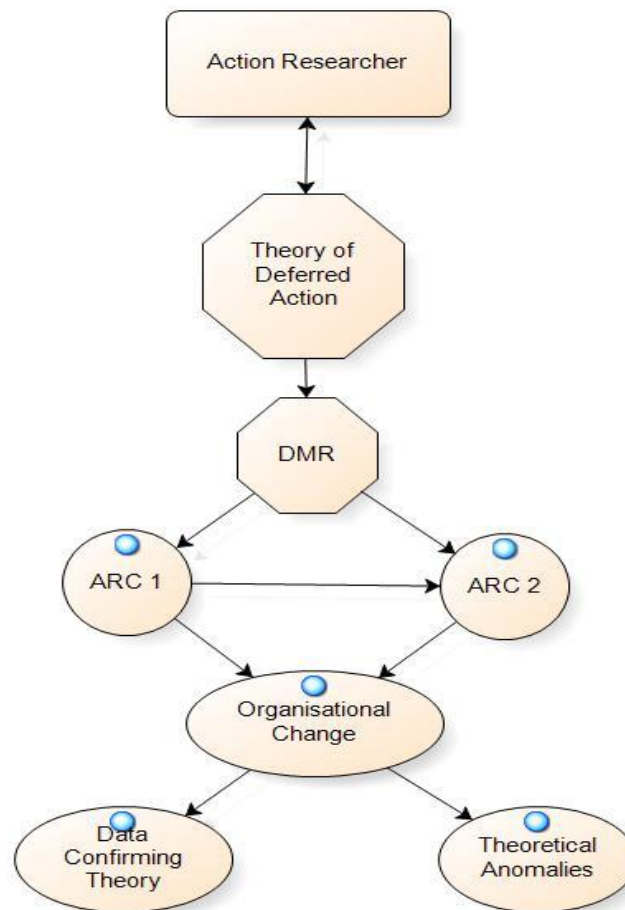 Action Researcher
Theory of
Deferred
Action
DMR
ARC 1
ARC 2
Organisational
Change
Data
Confirming
Theory
Theoretical
Anomalies